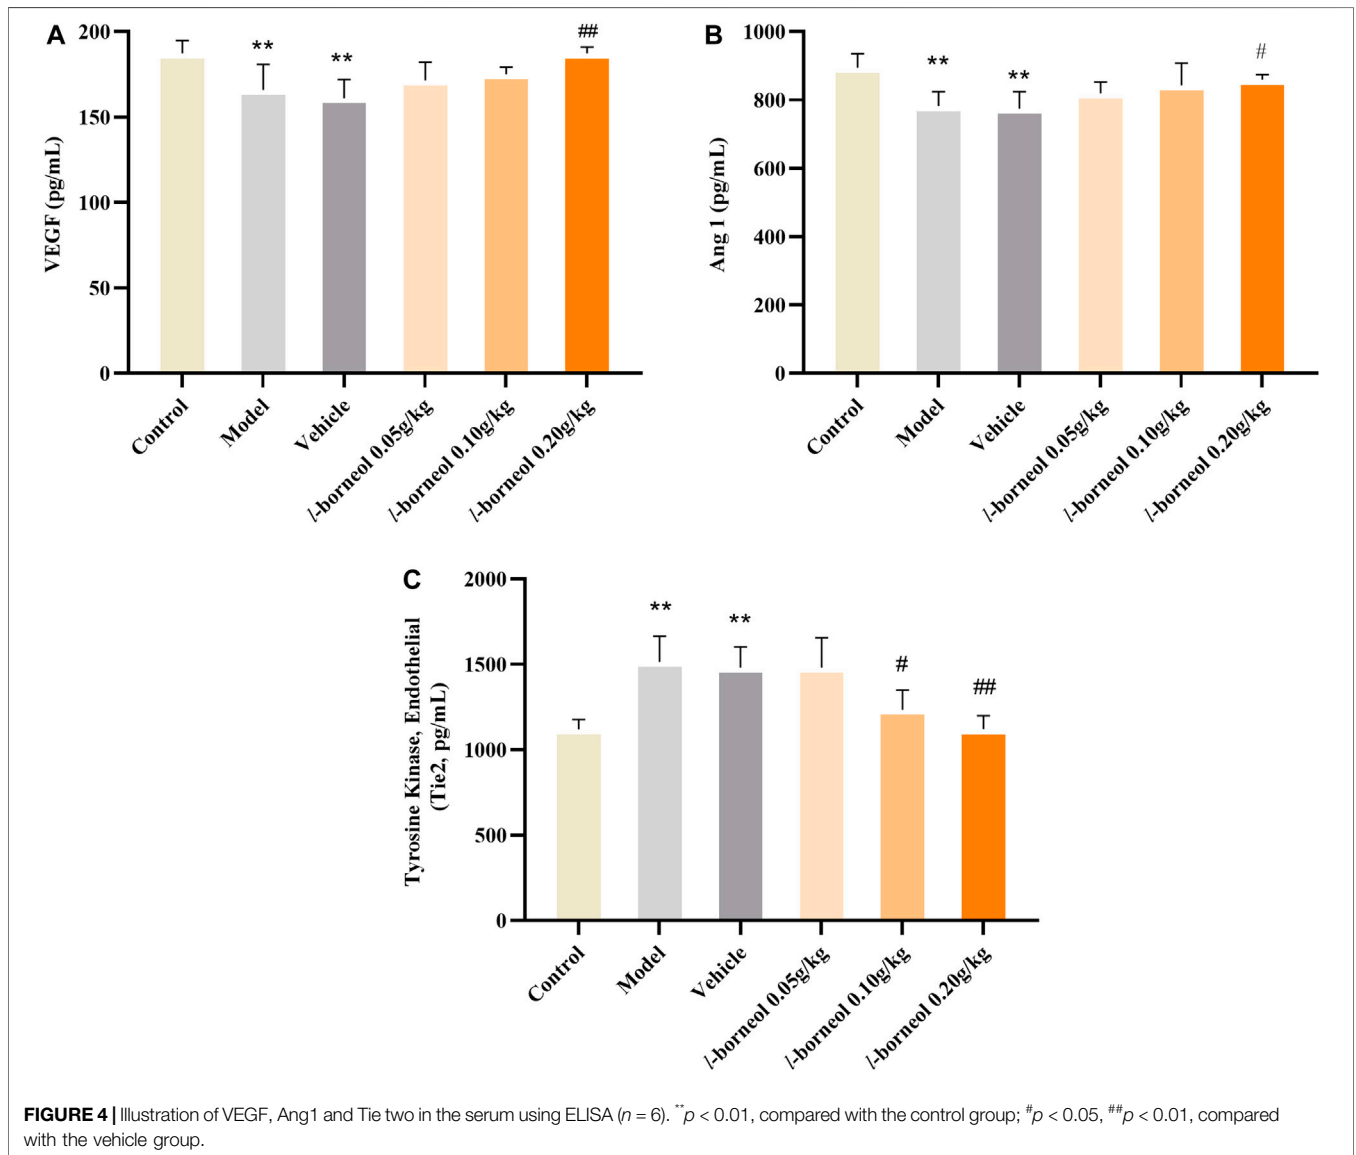 A
200
150
100
50
0
VEGF (pg/mL)
**
**
##
Control
Model
Vehicle
l-borneol 0.05g/kg
l-borneol 0.10g/kg
l-borneol 0.20g/kg
B
1000
800
600
400
200
0
Ang 1 (pg/mL)
**
**
#
Control
Model
Vehicle
l-borneol 0.05g/kg
l-borneol 0.10g/kg
l-borneol 0.20g/kg
C
2000
1500
1000
500
0
Tyrosine Kinase, Endothelial
(Tie2, pg/mL)
**
**
#
##
Control
Model
Vehicle
l-borneol 0.05g/kg
l-borneol 0.10g/kg
l-borneol 0.20g/kg
FIGURE 4 | Illustration of VEGF, Ang1 and Tie two in the serum using ELISA (n = 6). **p < 0.01, compared with the control group; #p < 0.05, ##p < 0.01, compared
with the vehicle group.